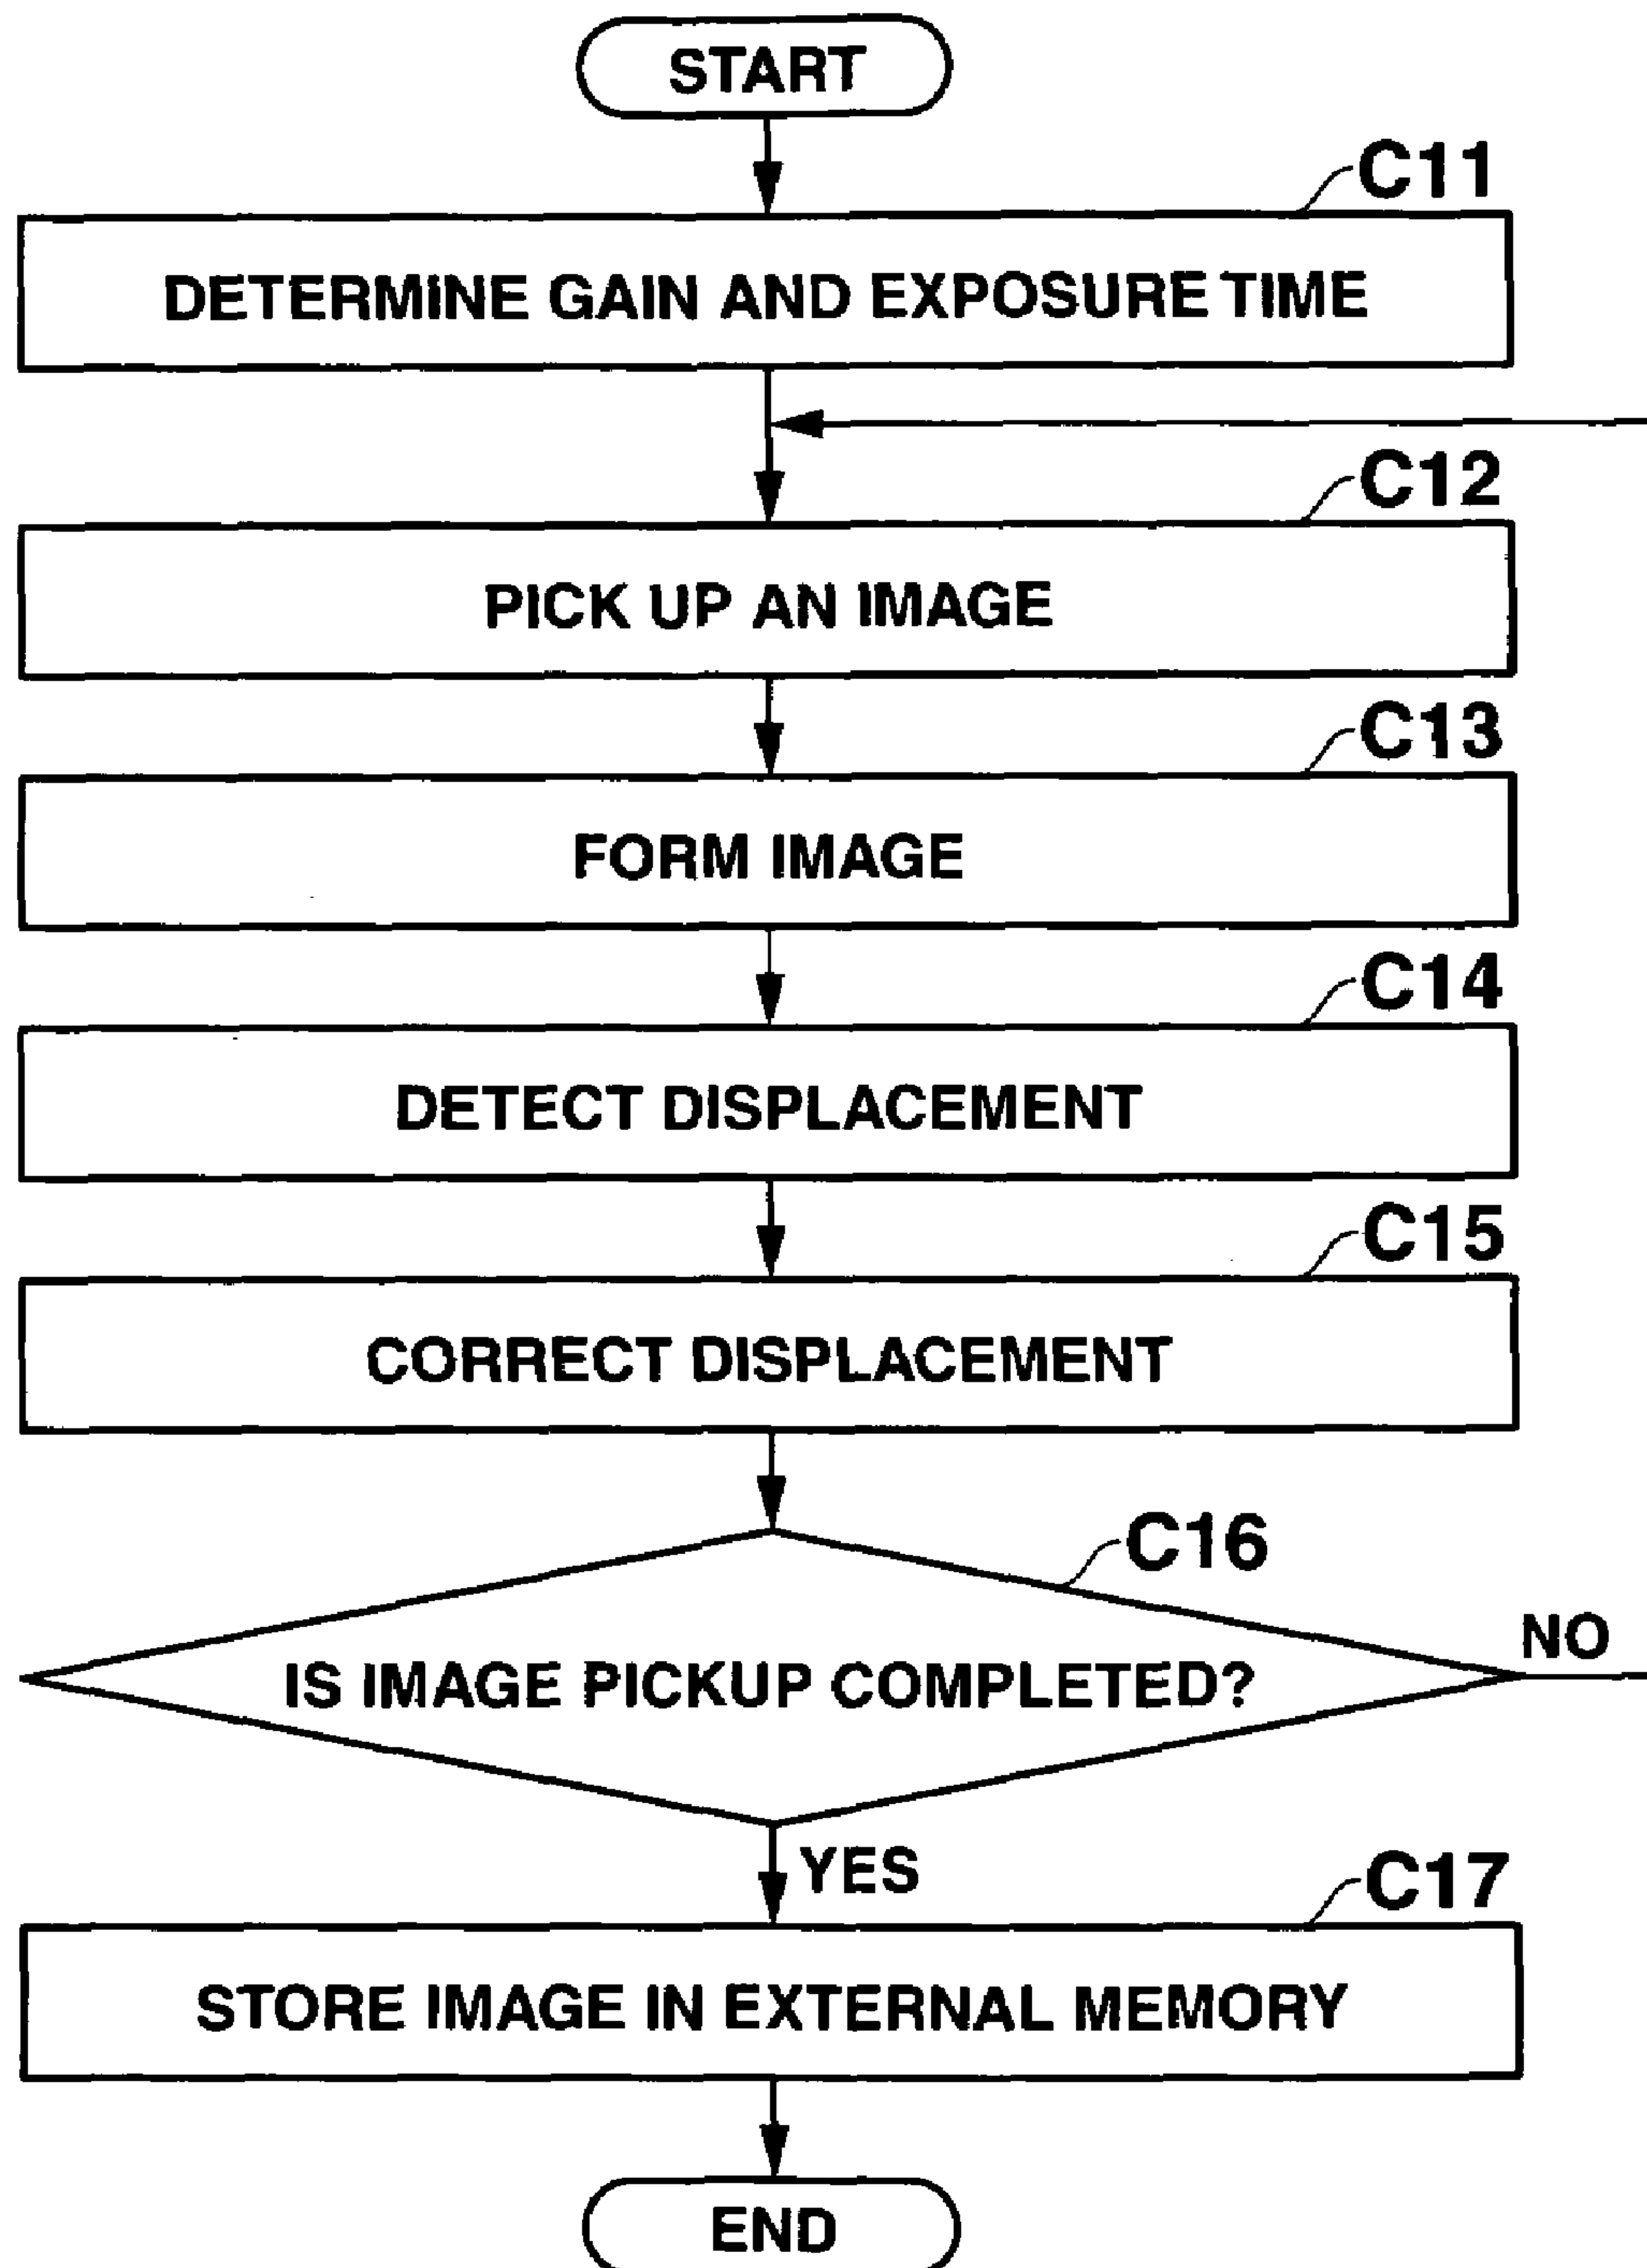 START
C11
DETERMINE GAIN AND EXPOSURE TIME
C12
PICK UP AN IMAGE
C13
FORM IMAGE
C14
DETECT DISPLACEMENT
C15
CORRECT DISPLACEMENT
C16
NO
IS IMAGE PICKUP COMPLETED?
YES
C17
STORE IMAGE IN EXTERNAL MEMORY
END